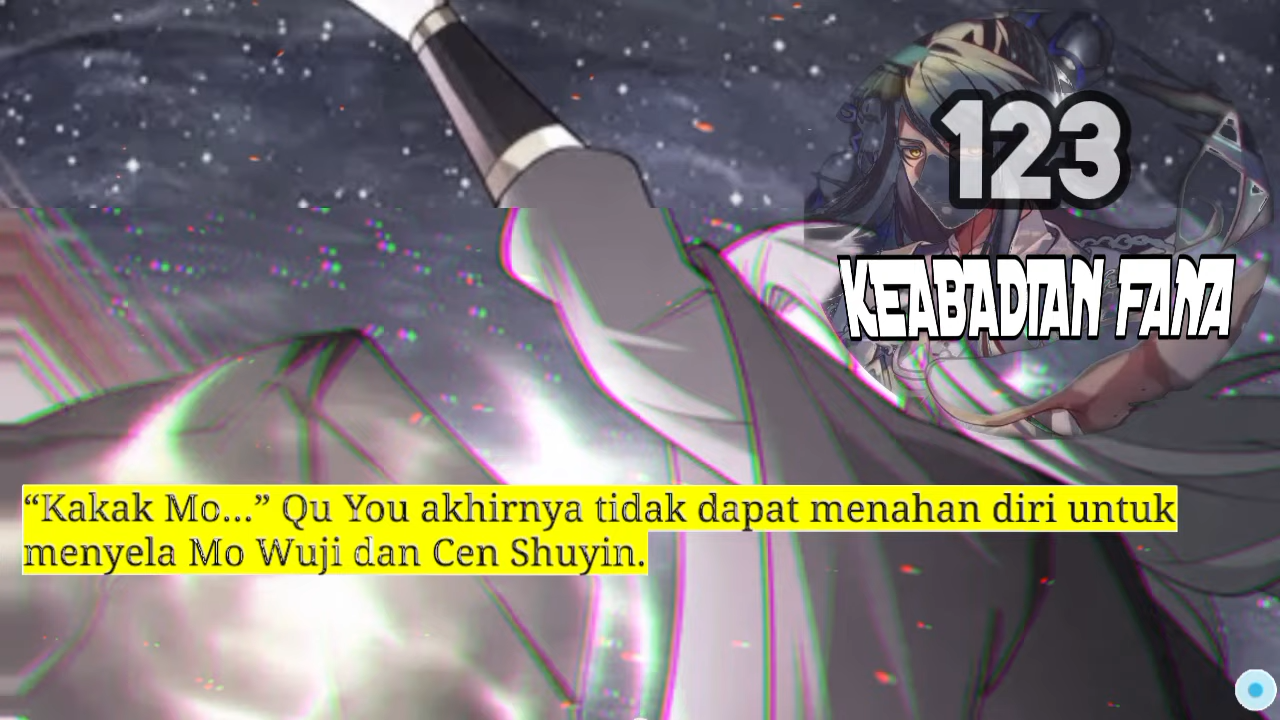 123
KEABADIAN FANA
“Kakak Mo...” Qu You akhirnya tidak dapat menahan diri untuk
menyela Mo Wuji dan Cen Shuyin.